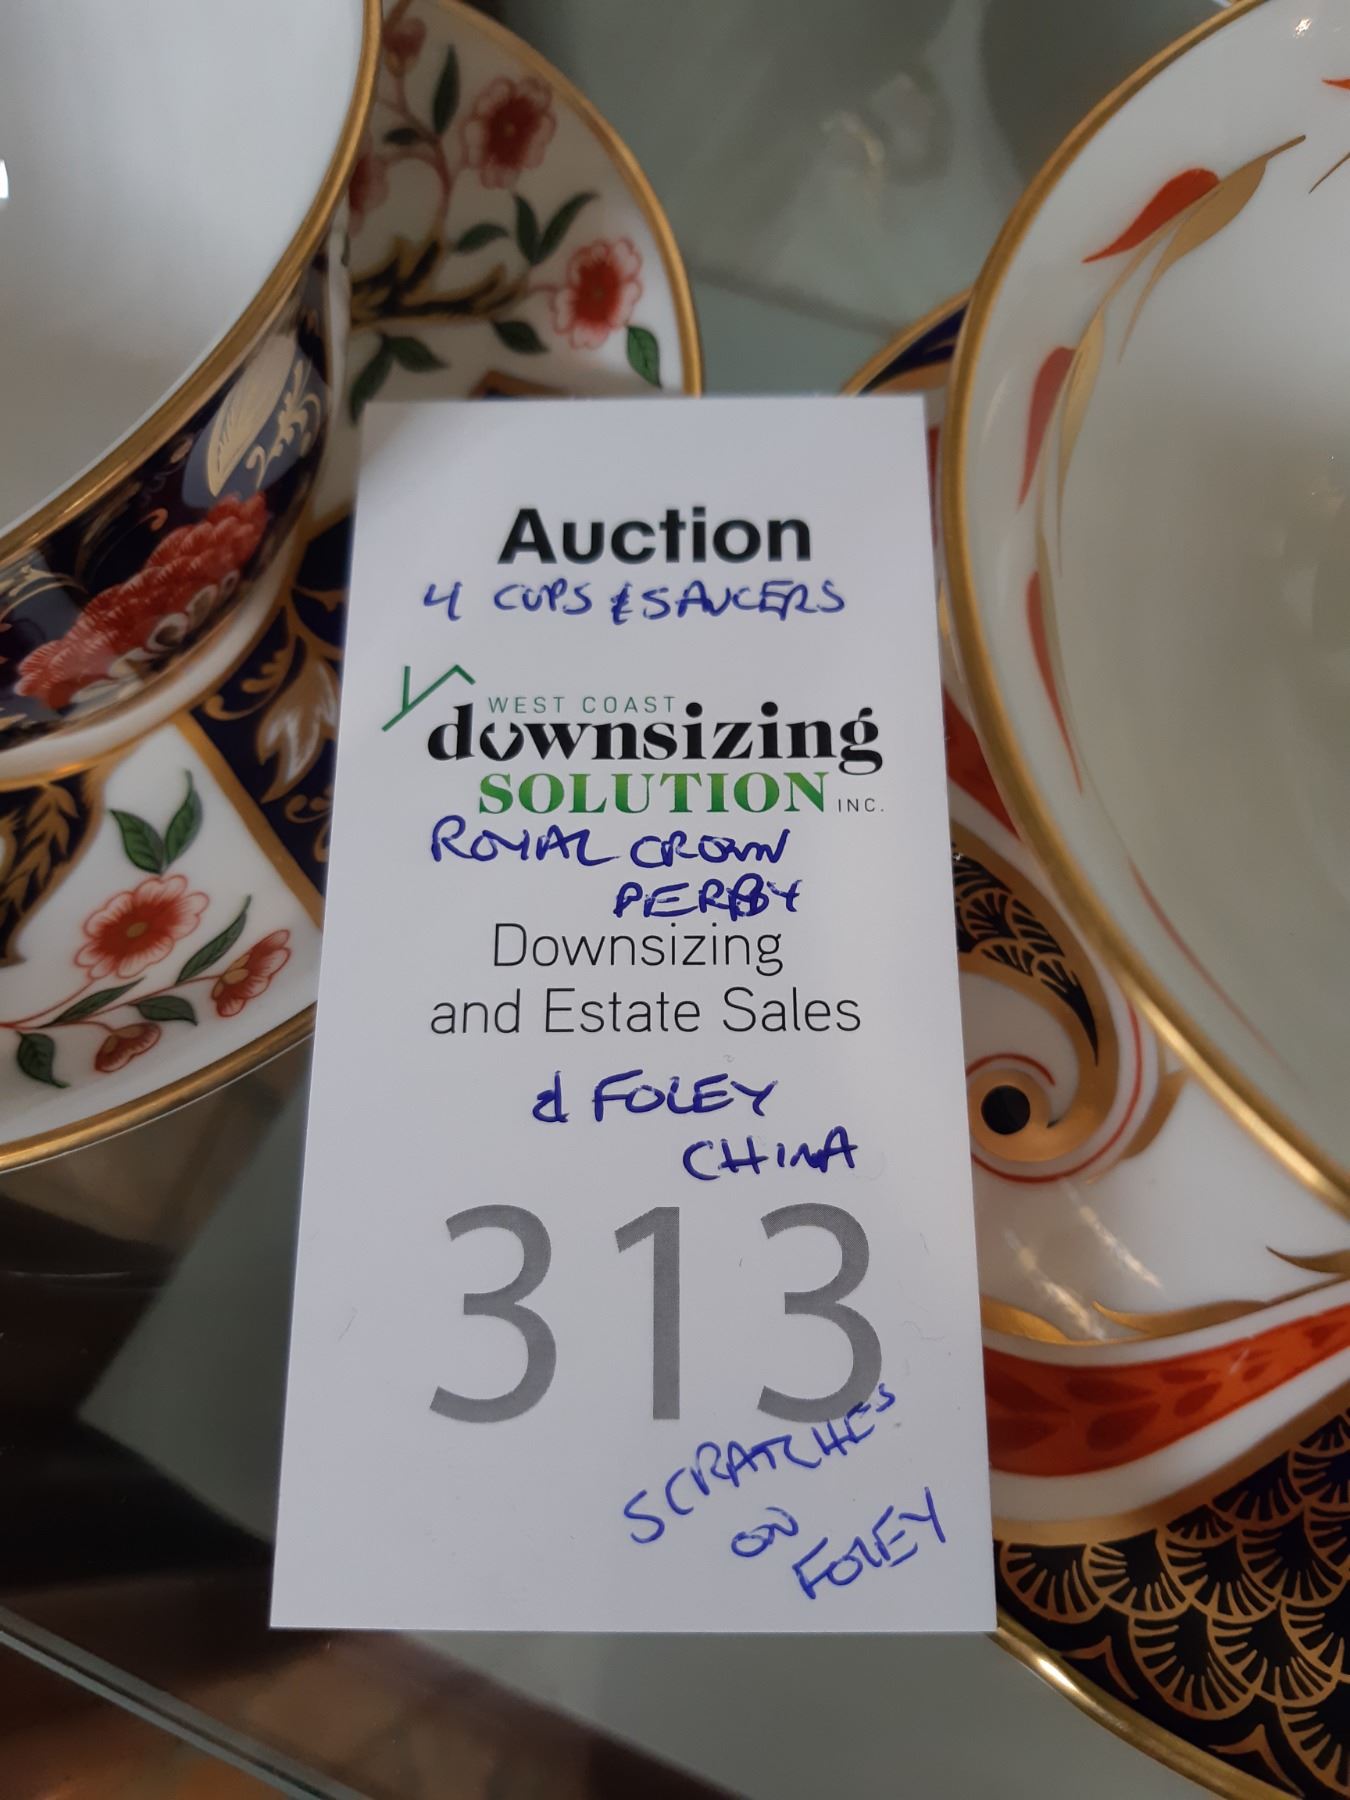 Auction
4 CUPS & SAUCERS
WEST COAST
downsizing
SOLUTION INC.
ROYAL CROWN
DERBY
Downsizing
and Estate Sales
& FOLEY
CHINA
313
SCRATCHES
ON
FOLEY